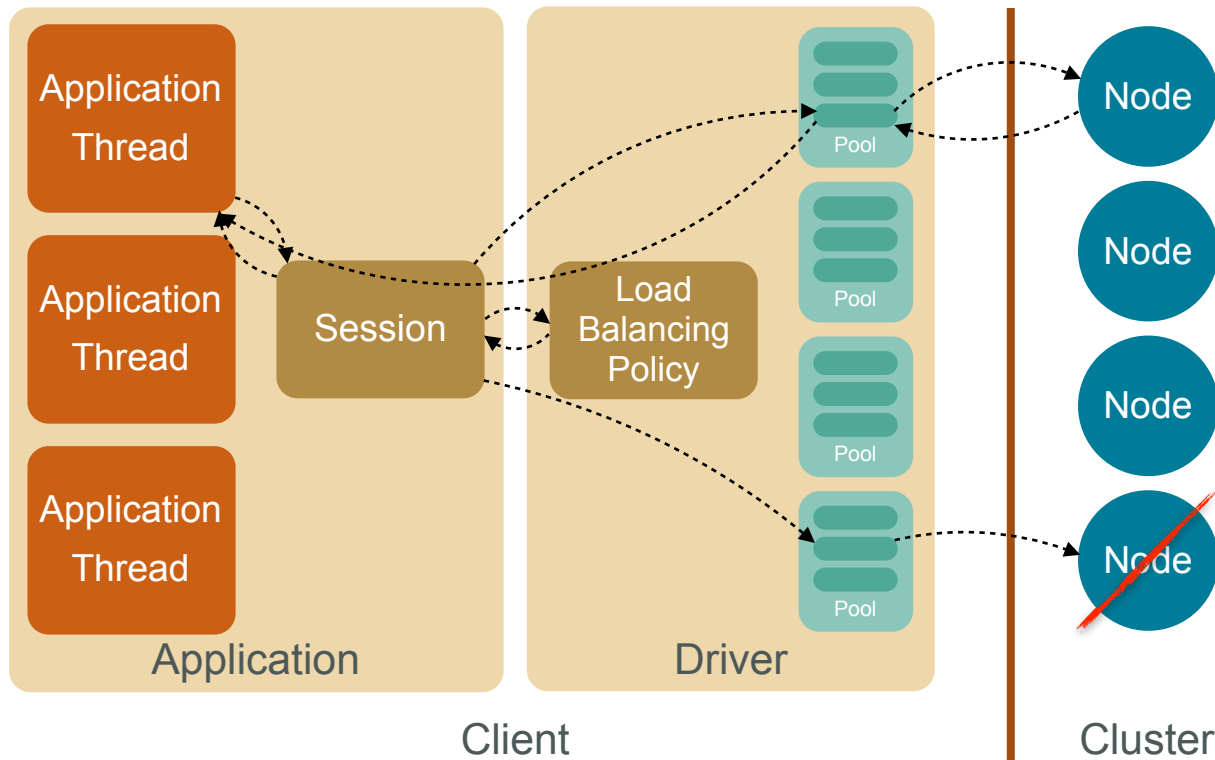 Application
Thread
Application
Thread
Application
Thread
Session
Application
Load
Balancing
Policy
Pool
Pool
Pool
Pool
Driver
Client
Node
Node
Node
Node
Cluster